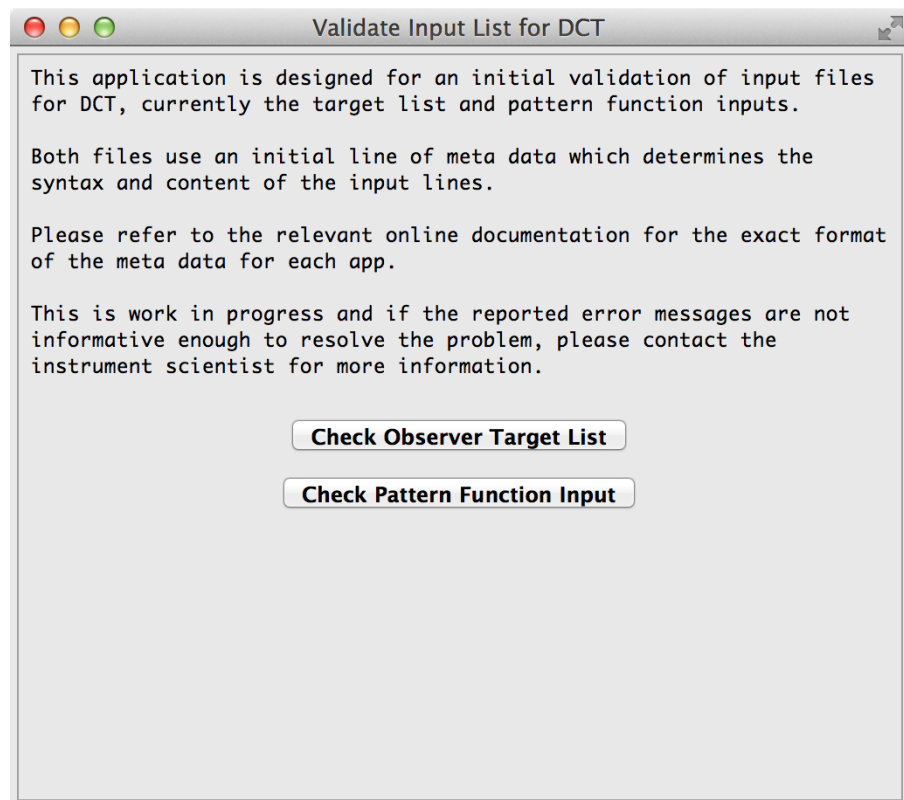 Validate Input List for DCT
This application is designed for an initial validation of input files
for DCT, currently the target list and pattern function inputs.
Both files use an initial line of meta data which determines the
syntax and content of the input lines.
Please refer to the relevant online documentation for the exact format
of the meta data for each app.
This is work in progress and if the reported error messages are not
informative enough to resolve the problem, please contact the
instrument scientist for more information.
Check Observer Target List
Check Pattern Function Input